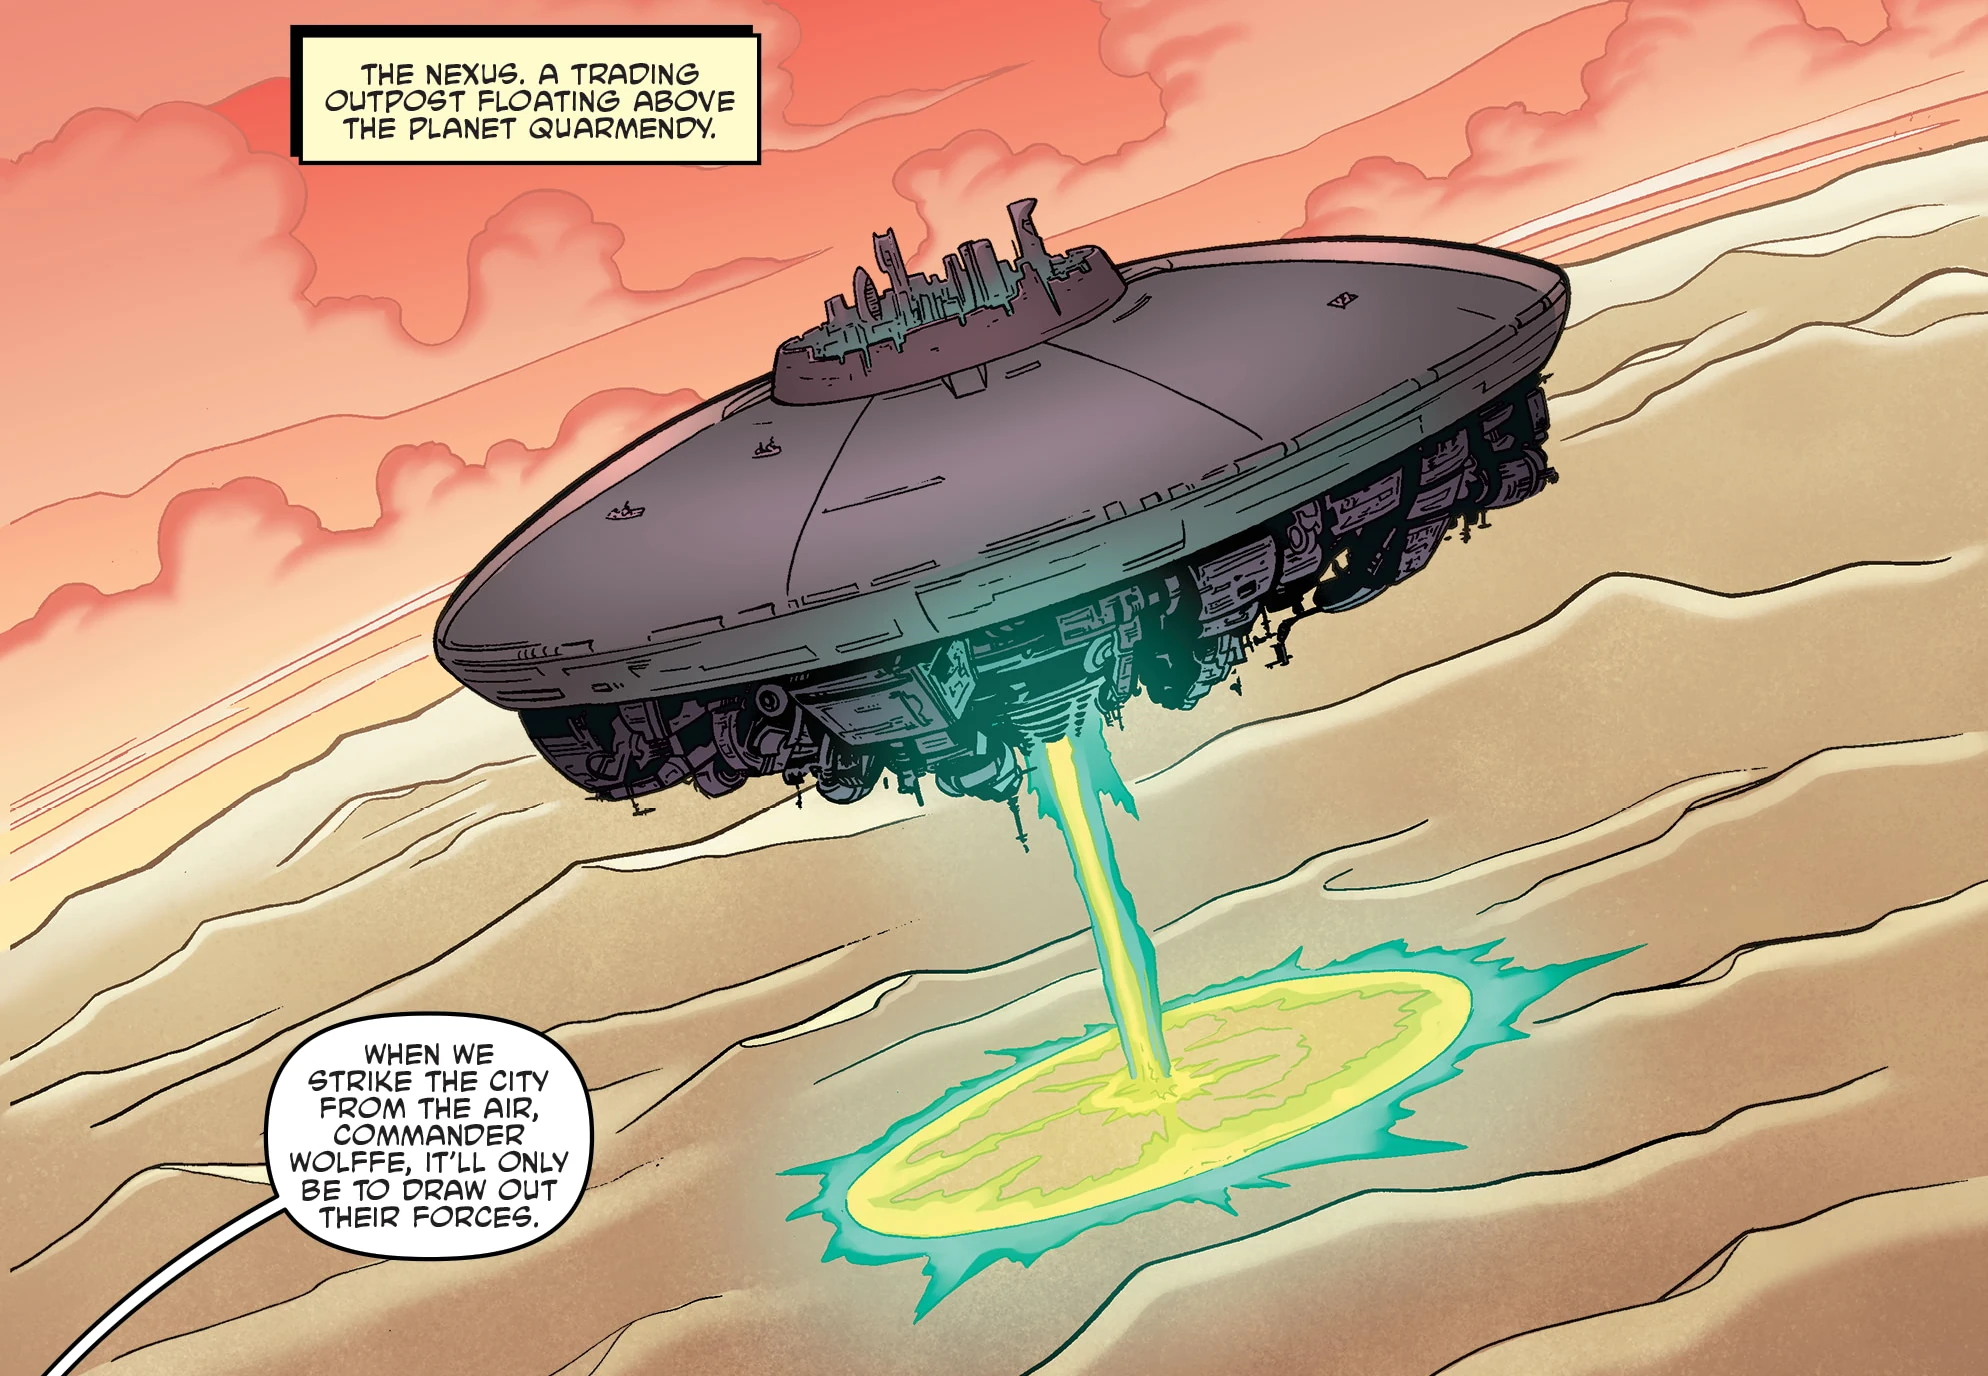 THE NEXUS. A TRADING
OUTPOST FLOATING ABOVE
THE PLANET QUARMENDY.
WHEN WE
STRIKE THE CITY
FROM THE AIR,
COMMANDER
WOLFFE, IT'LL ONLY
BE TO DRAW OUT
THEIR FORCES.